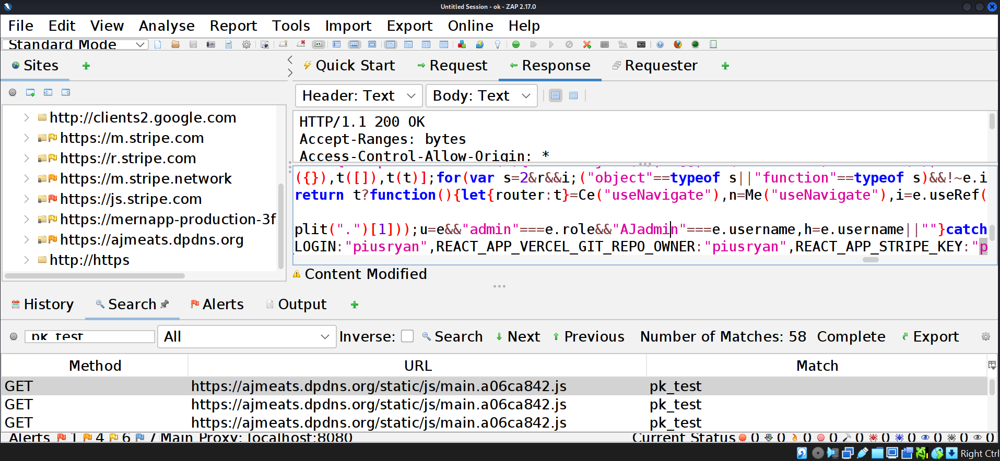 Untitled Session - ok - ZAP 2.17.0
File Edit View Analyse Report Tools Import Export Online Help
Standard Mode
Sites
Quick Start Request Response Requester
Header: Text Body: Text
http://clients2.google.com
https://m.stripe.com
https://r.stripe.com
https://m.stripe.network
https://js.stripe.com
https://mernapp-production-3f
https://ajmeats.dpdns.org
http://https
HTTP/1.1 200 OK
Accept-Ranges: bytes
Access-Control-Allow-Origin: *
({}),t([]),t(t)];for(var s=2&r&&i;("object"==typeof s||"function"==typeof s)&&!~e.i
return t?function(){let{router:t}=Ce("useNavigate"),n=Me("useNavigate"),i=e.useRef(
plit(".")[1]));u=e&&"admin"===e.role&&"AJadmin"===e.username,h=e.username||""}catch
_LOGIN:"piusryan",REACT_APP_VERCEL_GIT_REPO_OWNER:"piusryan",REACT_APP_STRIPE_KEY:"p
Content Modified
History Search Alerts Output
pk_test All Inverse: Search Next Previous Number of Matches: 58 Complete Export
Method URL Match
GET https://ajmeats.dpdns.org/static/js/main.a06ca842.js pk_test
GET https://ajmeats.dpdns.org/static/js/main.a06ca842.js pk_test
GET https://ajmeats.dpdns.org/static/js/main.a06ca842.js pk_test
Alerts 1 4 6 7 Main Proxy: localhost:8080 Current Status 0 0 0 0 0 0 0 0 0 0
Right Ctrl